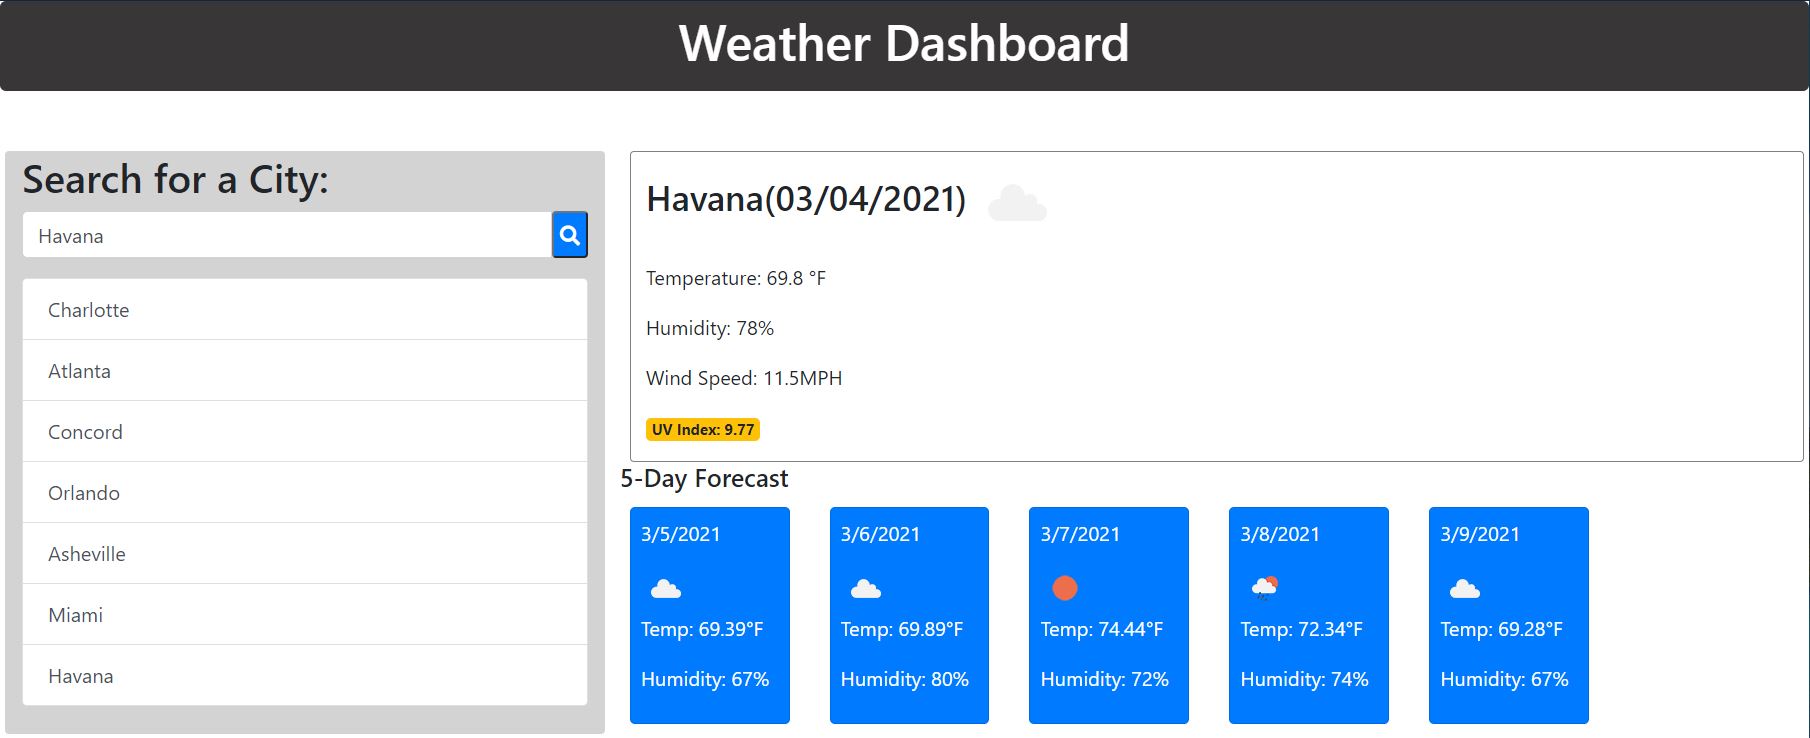 Weather Dashboard
Search for a City:
Havana
Charlotte
Atlanta
Concord
Orlando
Asheville
Miami
Havana
Havana(03/04/2021)
Temperature: 69.8 °F
Humidity: 78%
Wind Speed: 11.5MPH
UV Index: 9.77
5-Day Forecast
3/5/2021
Temp: 69.39°F
Humidity: 67%
3/6/2021
Temp: 69.89°F
Humidity: 80%
3/7/2021
Temp: 74.44°F
Humidity: 72%
3/8/2021
Temp: 72.34°F
Humidity: 74%
3/9/2021
Temp: 69.28°F
Humidity: 67%